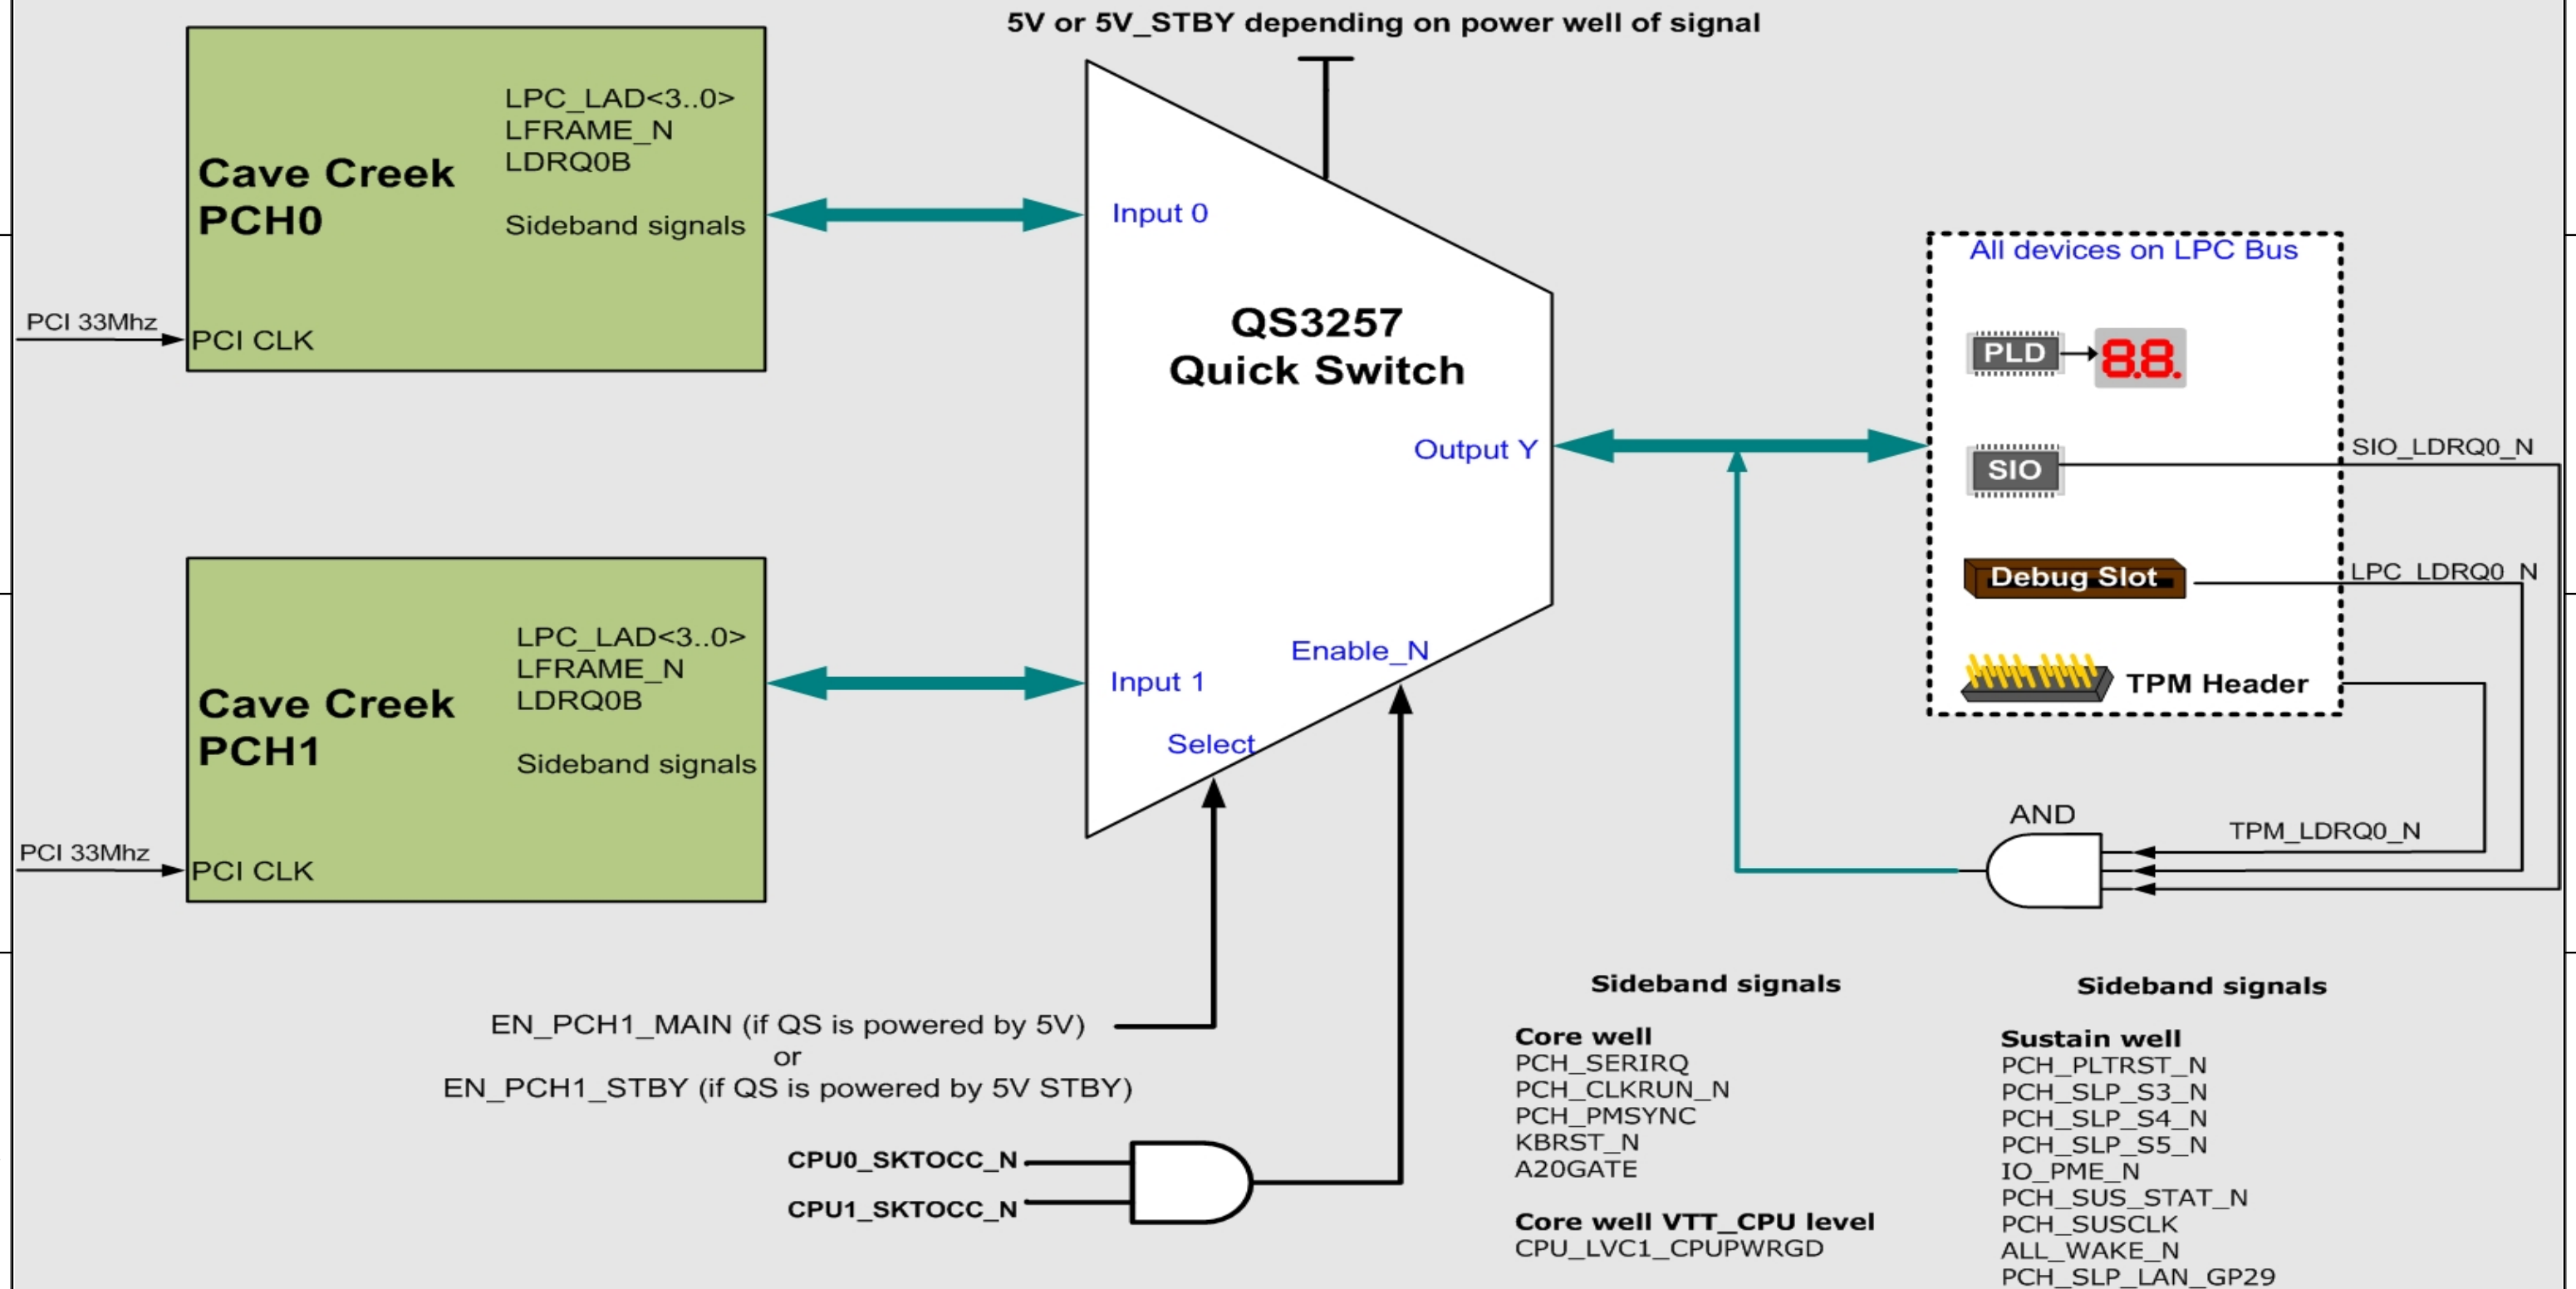 5V or 5V_STBY depending on power well of signal
LPC_LAD<3..0>
LFRAME_N
LDRQ0B
Cave Creek
PCH0
Sideband signals
PCI 33Mhz
PCI CLK
Input 0
QS3257
Quick Switch
Output Y
Enable_N
Input 1
Select
All devices on LPC Bus
PLD
88.
SIO
SIO_LDRQ0_N
Debug Slot
LPC_LDRQ0_N
TPM Header
LPC_LAD<3..0>
LFRAME_N
LDRQ0B
Cave Creek
PCH1
Sideband signals
PCI 33Mhz
PCI CLK
AND
TPM_LDRQ0_N
EN_PCH1_MAIN (if QS is powered by 5V)
or
EN_PCH1_STBY (if QS is powered by 5V STBY)
CPU0_SKTOCC_N
CPU1_SKTOCC_N
Sideband signals
Core well
PCH_SERIRQ
PCH_CLKRUN_N
PCH_PMSYNC
KBRST_N
A20GATE
Core well VTT_CPU level
CPU_LVC1_CPUPWRGD
Sideband signals
Sustain well
PCH_PLTRST_N
PCH_SLP_S3_N
PCH_SLP_S4_N
PCH_SLP_S5_N
IO_PME_N
PCH_SUS_STAT_N
PCH_SUSCLK
ALL_WAKE_N
PCH_SLP_LAN_GP29